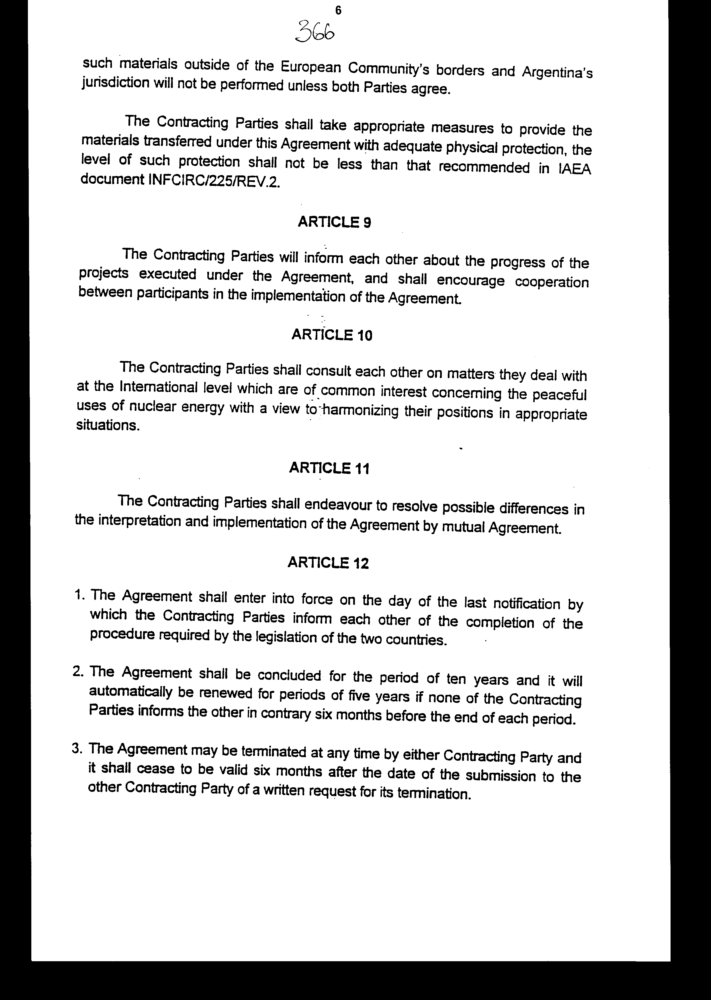 6
366
such materials outside of the European Community's borders and Argentina's
jurisdiction will not be performed unless both Parties agree.
The Contracting Parties shall take appropriate measures to provide the
materials transferred under this Agreement with adequate physical protection, the
level of such protection shall not be less than that recommended in IAEA
document INFCIRC/225/REV.2.
ARTICLE 9
The Contracting Parties will inform each other about the progress of the
projects executed under the Agreement, and shall encourage cooperation
between participants in the implementation of the Agreement.
ARTICLE 10
The Contracting Parties shall consult each other on matters they deal with
at the International level which are of common interest concerning the peaceful
uses of nuclear energy with a view to harmonizing their positions in appropriate
situations.
ARTICLE 11
The Contracting Parties shall endeavour to resolve possible differences in
the interpretation and implementation of the Agreement by mutual Agreement.
ARTICLE 12
1. The Agreement shall enter into force on the day of the last notification by
which the Contracting Parties inform each other of the completion of the
procedure required by the legislation of the two countries.
2. The Agreement shall be concluded for the period of ten years and it will
automatically be renewed for periods of five years if none of the Contracting
Parties informs the other in contrary six months before the end of each period.
3. The Agreement may be terminated at any time by either Contracting Party and
it shall cease to be valid six months after the date of the submission to the
other Contracting Party of a written request for its termination.